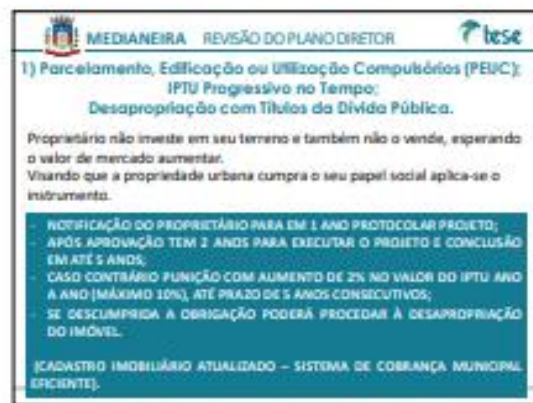 MEDIANEIRA REVISÃO DO PLANO DIRETOR
tese
1) Parcelamento, Edificação ou Utilização Compulsórios (PEUC);
IPTU Progressivo no Tempo;
Desapropriação com Títulos da Dívida Pública.
Proprietário não investe em seu terreno e também não o vende, esperando
o valor de mercado aumentar.
Visando que a propriedade urbana cumpra o seu papel social aplica-se o
instrumento.
- NOTIFICAÇÃO DO PROPRIETÁRIO PARA EM 1 ANO PROTOCOLAR PROJETO;
- APÓS APROVAÇÃO TEM 2 ANOS PARA EXECUTAR O PROJETO E CONCLUSÃO
EM ATÉ 5 ANOS;
- CASO CONTRÁRIO PUNIÇÃO COM AUMENTO DE 2% NO VALOR DO IPTU ANO
A ANO (MÁXIMO 10%), ATÉ PRAZO DE 5 ANOS CONSECUTIVOS;
- SE DESCUMPRIDA A OBRIGAÇÃO PODERÁ PROCEDAR À DESAPROPRIAÇÃO
DO IMÓVEL.
(CADASTRO IMOBILIÁRIO ATUALIZADO – SISTEMA DE COBRANÇA MUNICIPAL
EFICIENTE).